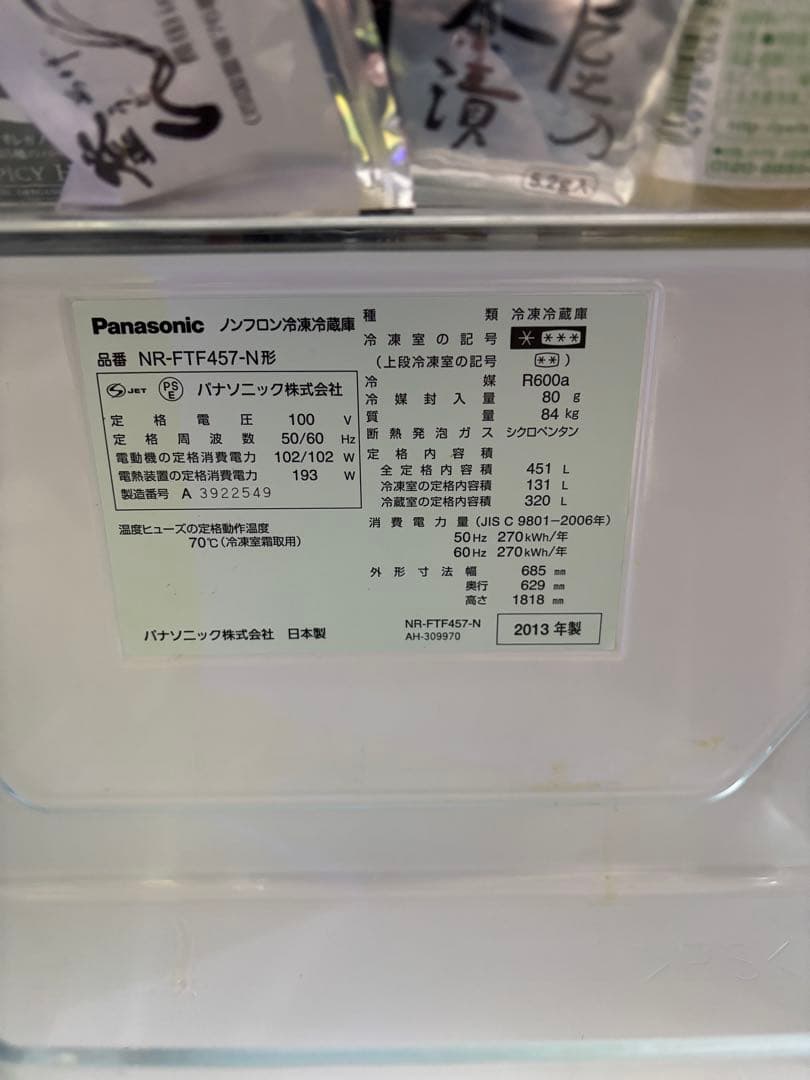 屋の
茶漬
5.2g入
Panasonic ノンフロン冷凍冷蔵庫
品番 NR-FTF457-N形
S JET PSE パナソニック株式会社
定格電圧 100 V
定格周波数 50/60 Hz
電動機の定格消費電力 102/102 W
電熱装置の定格消費電力 193 W
製造番号 A 3922549
温度ヒューズの定格動作温度
70℃(冷凍室霜取用)
パナソニック株式会社 日本製
種類 冷凍冷蔵庫
冷凍室の記号 * ***
(上段冷凍室の記号 ** )
冷媒 R600a
冷媒封入量 80 g
質量 84 kg
断熱発泡ガス シクロペンタン
定格内容積
全定格内容積 451 L
冷凍室の定格内容積 131 L
冷蔵室の定格内容積 320 L
消費電力量 (JIS C 9801-2006年)
50Hz 270kWh/年
60Hz 270kWh/年
外形寸法 幅 685 mm
奥行 629 mm
高さ 1818 mm
NR-FTF457-N
AH-309970
2013年製